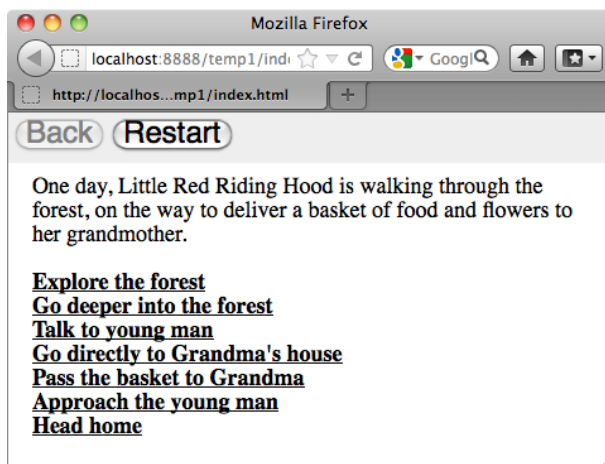 Mozilla Firefox
localhost:8888/temp1/inde
Googl
http://localhos...mp1/index.html
Back Restart
One day, Little Red Riding Hood is walking through the
forest, on the way to deliver a basket of food and flowers to
her grandmother.
Explore the forest
Go deeper into the forest
Talk to young man
Go directly to Grandma's house
Pass the basket to Grandma
Approach the young man
Head home